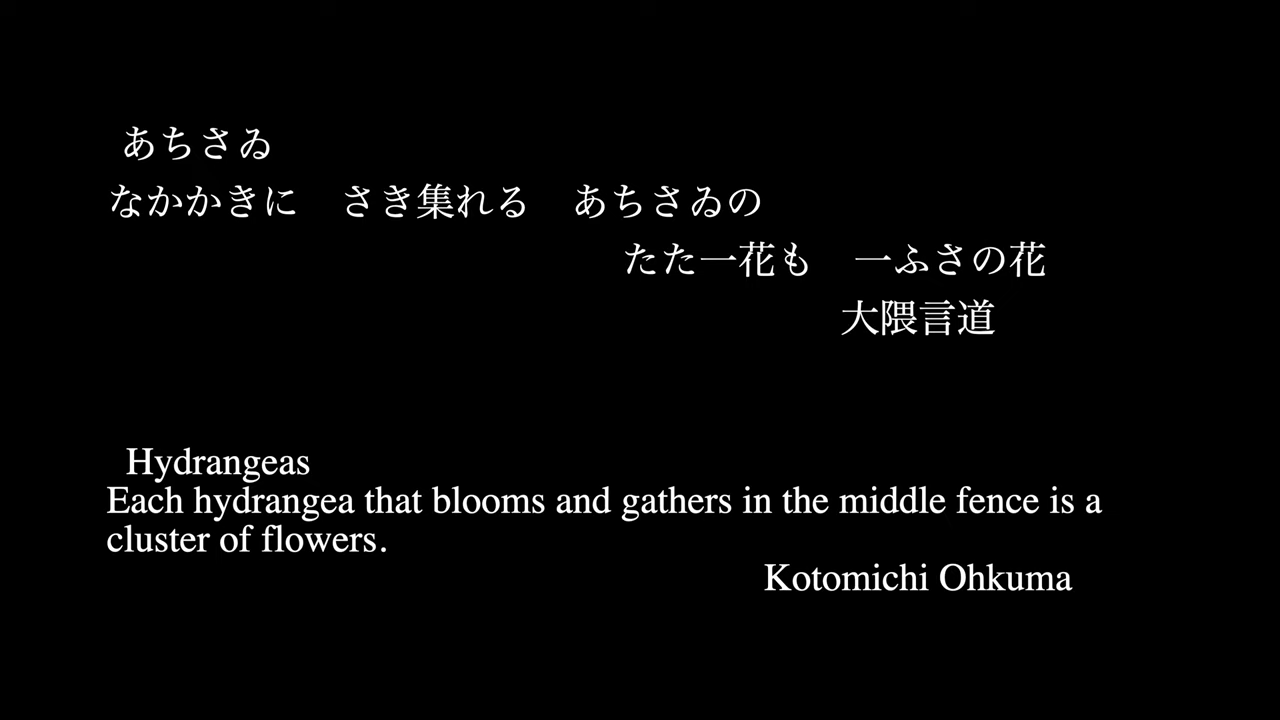 あちさゐ
なかかきに　さき集れる　あちさゐの
たた一花も　一ふさの花
大隈言道
Hydrangeas
Each hydrangea that blooms and gathers in the middle fence is a
cluster of flowers.
Kotomichi Ohkuma